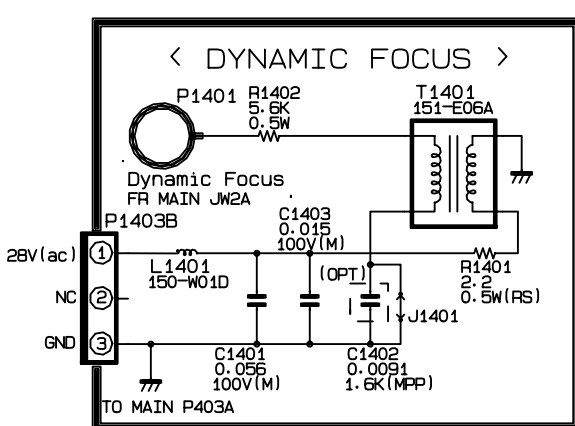 < DYNAMIC FOCUS >
P1401
R1402
5.6K
0.5W
T1401
151-E06A
Dynamic Focus
FR MAIN JW2A
P1403B
C1403
0.015
100V(M)
28V(ac)
1
L1401
150-W01D
(OPT)
R1401
2.2
0.5W(RS)
NC
2
J1401
GND
3
C1401
0.056
100V(M)
C1402
0.0091
1.6K(MPP)
TO MAIN P403A